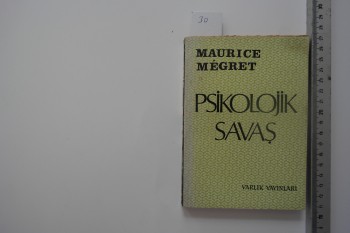 30
MAURICE
MÉGRET
PSİKOLOJİK
SAVAŞ
VARLIK YAYINLARI